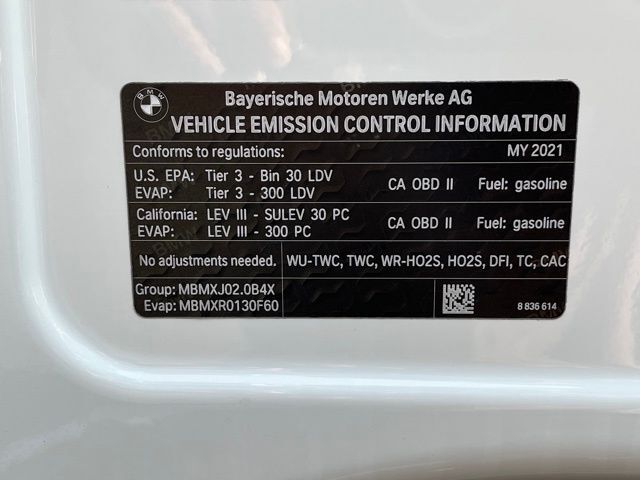 BMW
Bayerische Motoren Werke AG
VEHICLE EMISSION CONTROL INFORMATION
Conforms to regulations: MY 2021
U.S. EPA: Tier 3 - Bin 30 LDV CA OBD II Fuel: gasoline
EVAP: Tier 3 - 300 LDV
California: LEV III - SULEV 30 PC CA OBD II Fuel: gasoline
EVAP: LEV III - 300 PC
No adjustments needed. WU-TWC, TWC, WR-HO2S, HO2S, DFI, TC, CAC
Group: MBMXJ02.0B4X
Evap: MBMXR0130F60
8 836 614